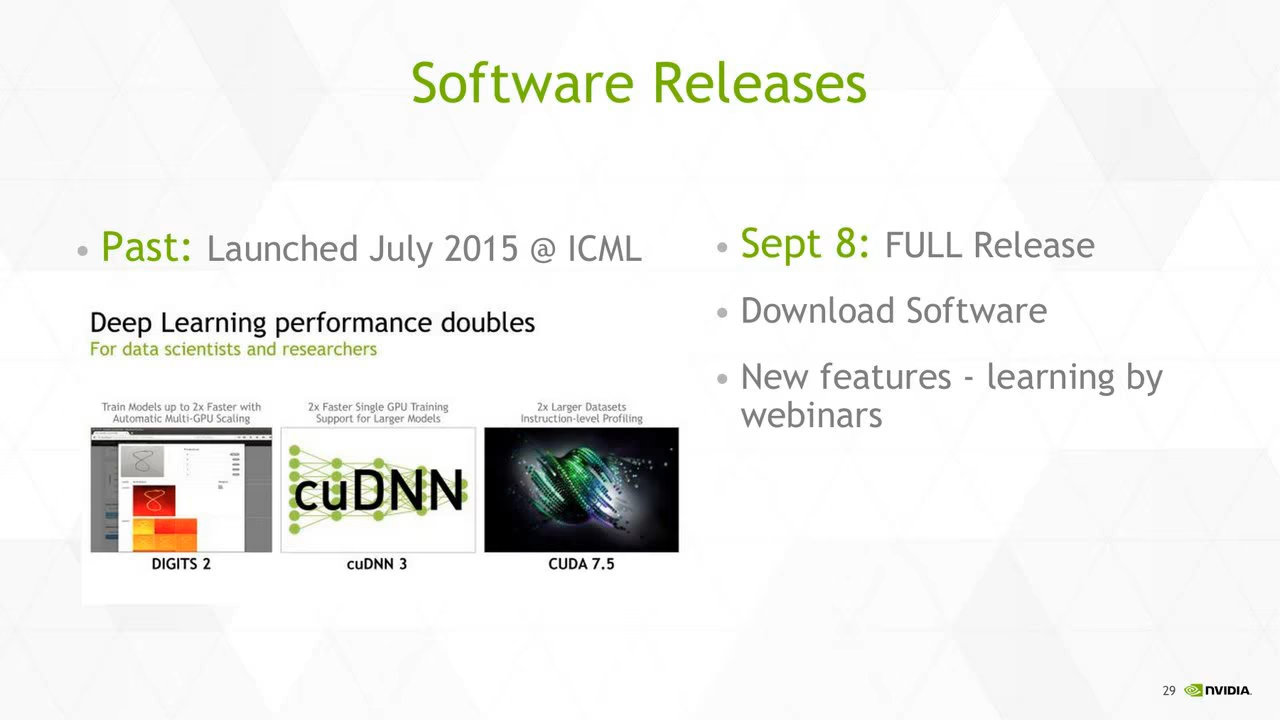 Software Releases
• Past: Launched July 2015 @ ICML
Deep Learning performance doubles
For data scientists and researchers
Train Models up to 2x Faster with
Automatic Multi-GPU Scaling
2x Faster Single GPU Training
Support for Larger Models
2x Larger Datasets
Instruction-level Profiling
cuDNN
DIGITS 2
cuDNN 3
CUDA 7.5
• Sept 8: FULL Release
• Download Software
• New features - learning by
webinars
29
NVIDIA.